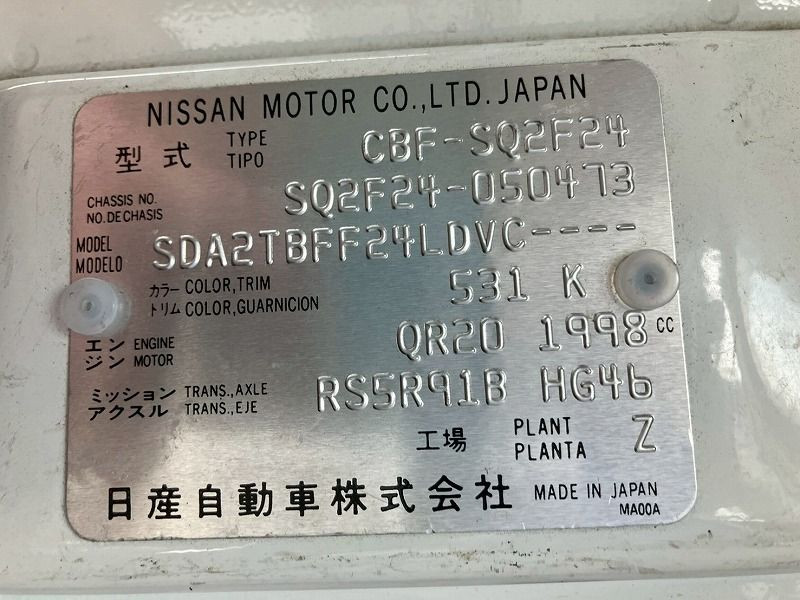 NISSAN MOTOR CO.,LTD. JAPAN
型式 TYPE TIPO CBF-SQ2F24
CHASSIS NO. NO.DE CHASIS SQ2F24-050473
MODEL MODELO SDA2TBFF24LDVC----
カラー COLOR,TRIM
トリム COLOR,GUARNICION 531 K
エンジン ENGINE MOTOR QR20 1998 CC
ミッション TRANS.,AXLE
アクスル TRANS.,EJE RS5R91B HG46
工場 PLANT PLANTA Z
日産自動車株式会社 MADE IN JAPAN
MA00A